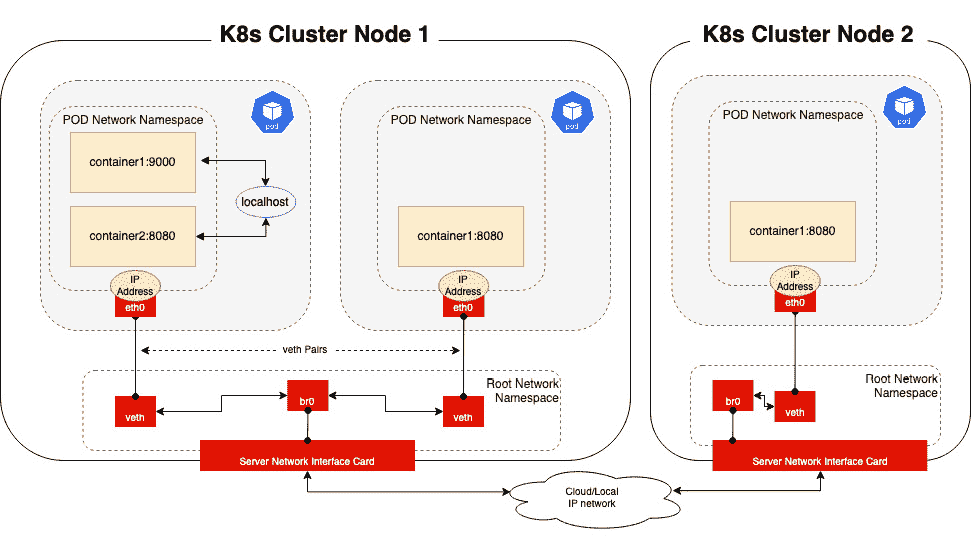 K8s Cluster Node 1
K8s Cluster Node 2
pod
POD Network Namespace
container1:9000
localhost
container2:8080
IP
Address
eth0
pod
POD Network Namespace
container1:8080
IP
Address
eth0
pod
POD Network Namespace
container1:8080
IP
Address
eth0
veth Pairs
Root Network
Namespace
veth
br0
veth
Server Network Interface Card
Root Network
Namespace
br0
veth
Server Network Interface Card
Cloud/Local
IP network